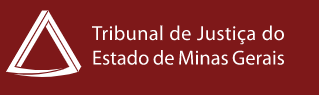 Tribunal de Justiça do
Estado de Minas Gerais